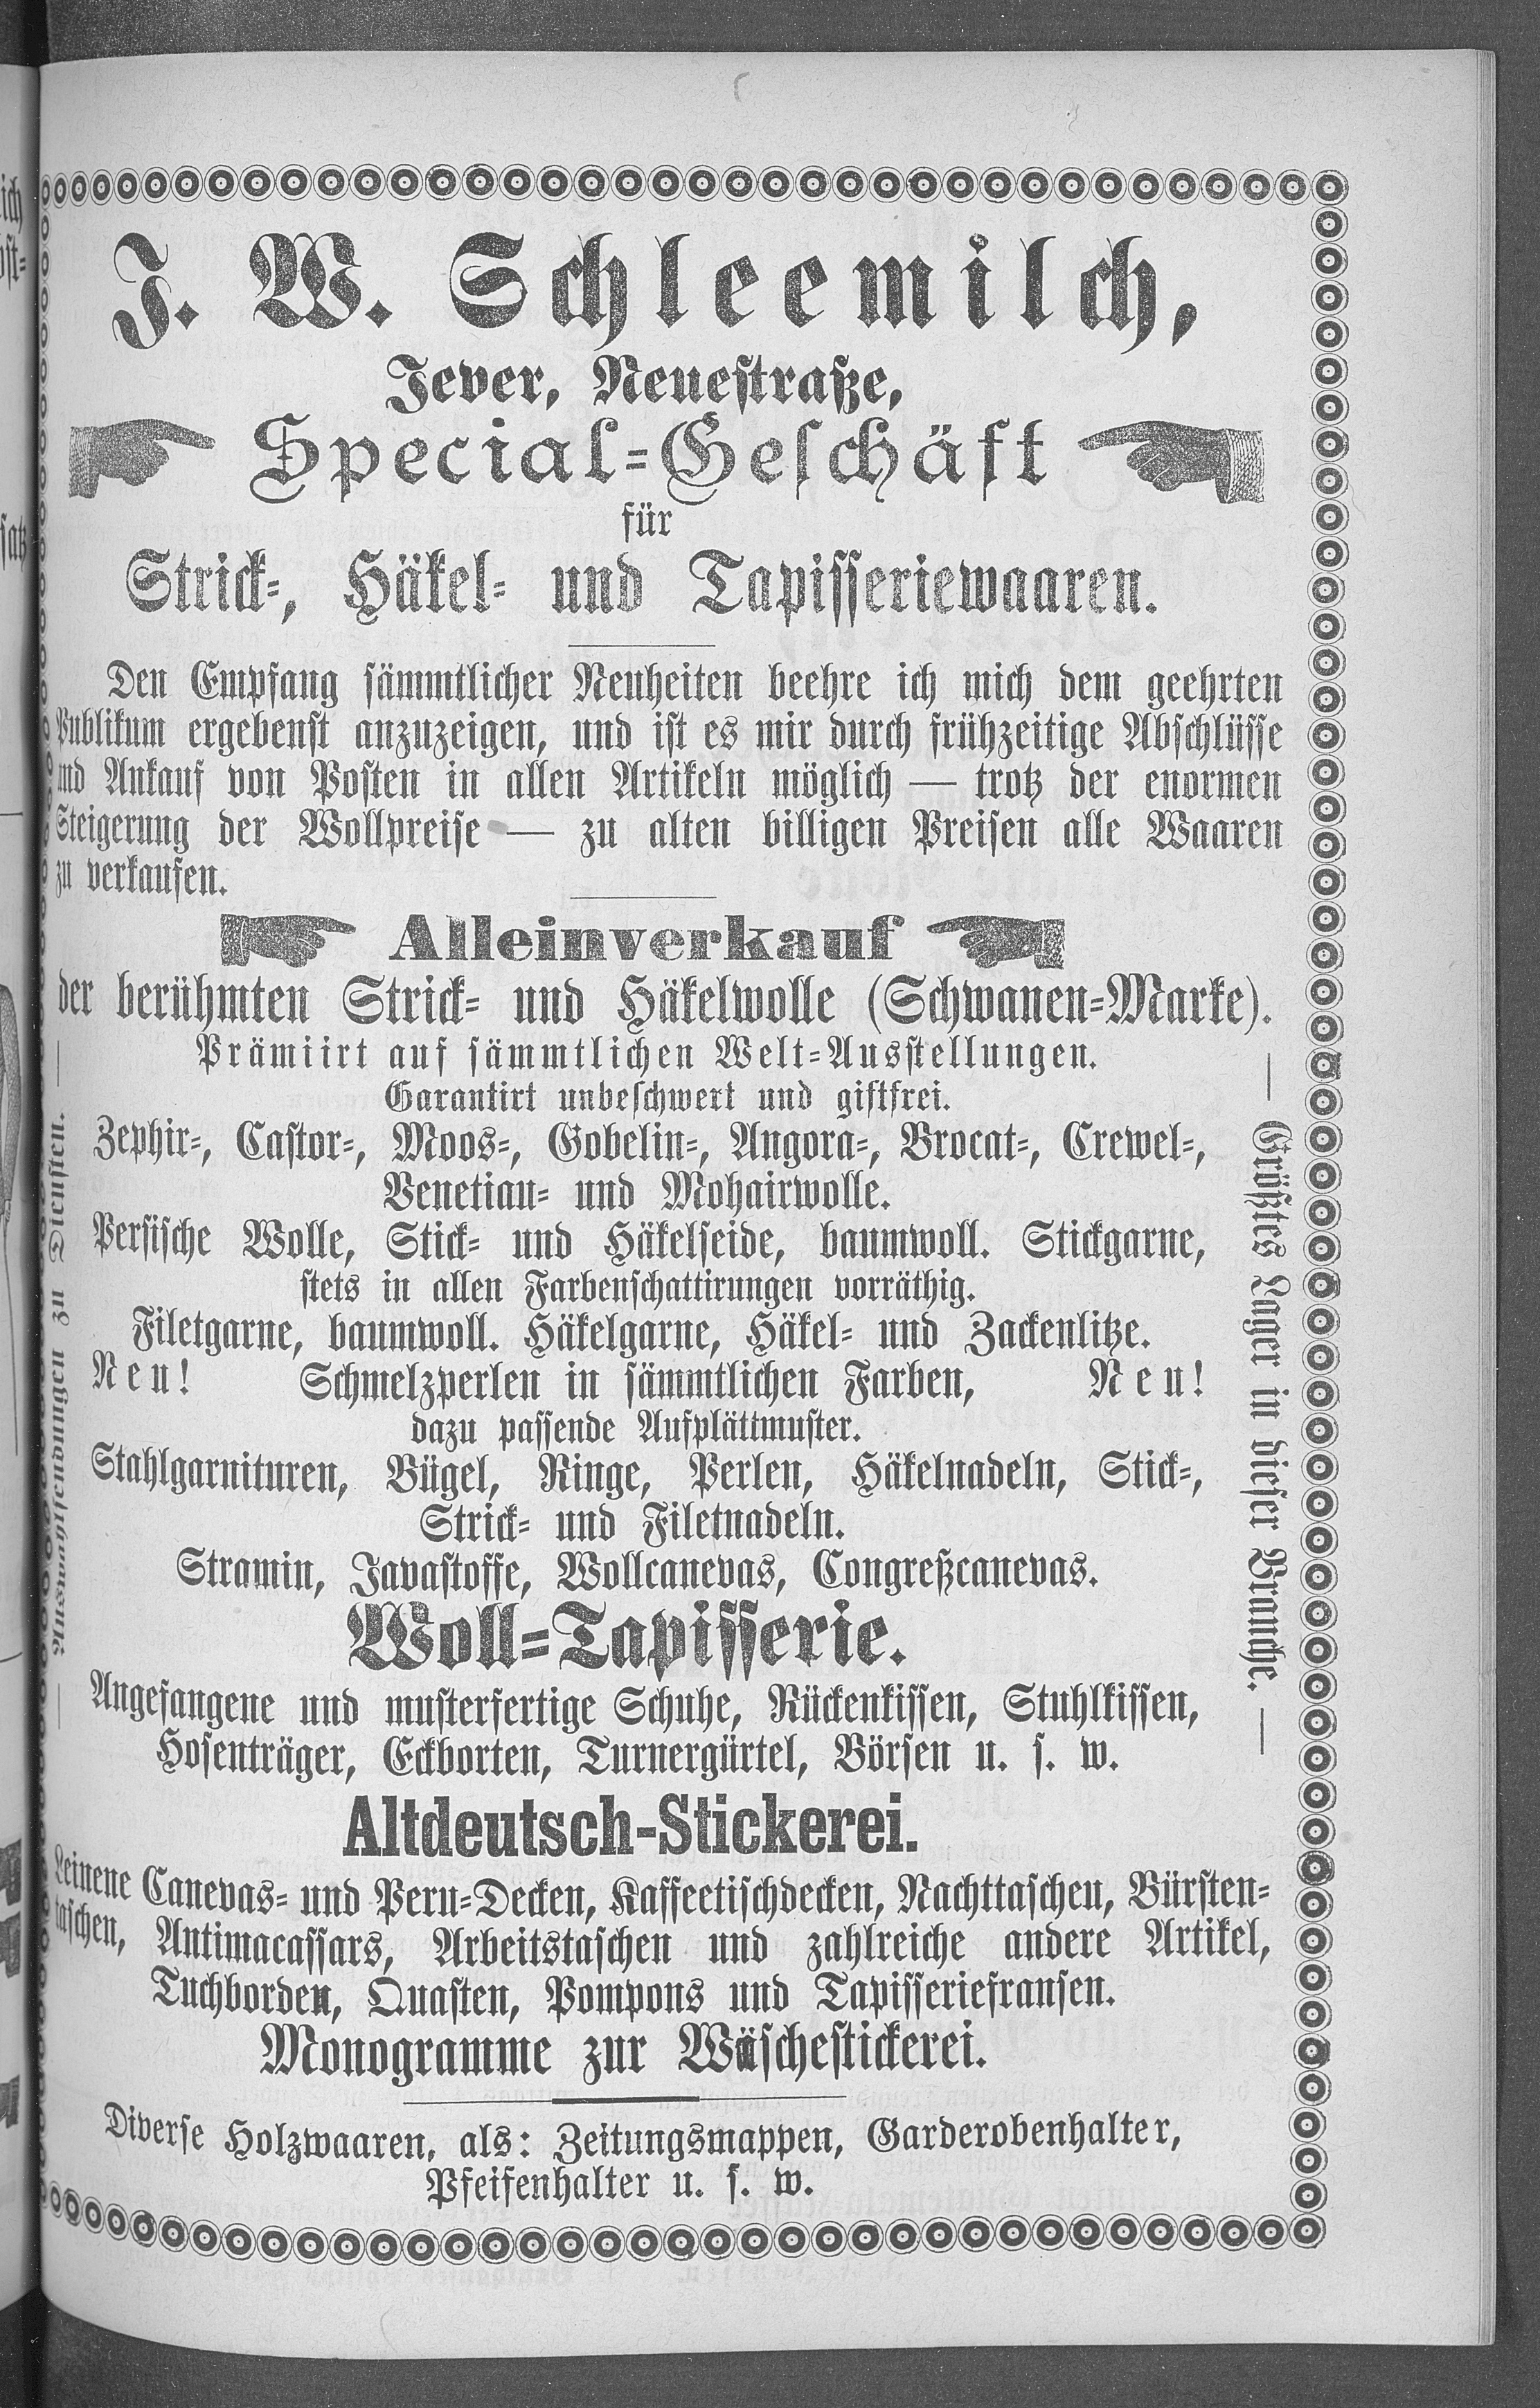 J. W. Schleemilch,
Jever, Neuestraße,
Special-Geschäft
für
Strick-, Häkel- und Tapisseriewaaren.
Den Empfang sämmtlicher Neuheiten beehre ich mich dem geehrten
Publikum ergebenst anzuzeigen, und ist es mir durch frühzeitige Abschlüsse
und Ankauf von Posten in allen Artikeln möglich — trotz der enormen
Steigerung der Wollpreise — zu alten billigen Preisen alle Waaren
zu verkaufen.
Alleinverkauf
der berühmten Strick- und Häkelwolle (Schwanen-Marke).
Prämiirt auf sämmtlichen Welt-Ausstellungen.
Garantirt unbeschwert und giftfrei.
Zephir-, Castor-, Moos-, Gobelin-, Angora-, Brocat-, Crewel-,
Venetian- und Mohairwolle.
Persische Wolle, Stick- und Häkelseide, baumwoll. Stickgarne,
stets in allen Farbenschattirungen vorräthig.
Filetgarne, baumwoll. Häkelgarne, Häkel- und Zackenlitze.
Neu! Schmelzperlen in sämmtlichen Farben, Neu!
dazu passende Aufplättmuster.
Stahlgarnituren, Bügel, Ringe, Perlen, Häkelnadeln, Stick-,
Strick- und Filetnadeln.
Stramin, Javastoffe, Wollcanevas, Congreßcanevas.
Woll-Tapisserie.
Angefangene und musterfertige Schuhe, Rückenkissen, Stuhlkissen,
Hosenträger, Eckborten, Turnergürtel, Börsen u. s. w.
Altdeutsch-Stickerei.
Leinene Canevas- und Peru-Decken, Kaffeetischdecken, Nachttaschen, Bürsten-
taschen, Antimacassars, Arbeitstaschen und zahlreiche andere Artikel,
Tuchborden, Quasten, Pompons und Tapisseriefransen.
Monogramme zur Wäschestickerei.
Diverse Holzwaaren, als: Zeitungsmappen, Garderobenhalter,
Pfeifenhalter u. s. w.
— Auswahlsendungen zu Diensten. —
— Größtes Lager in dieser Branche. —